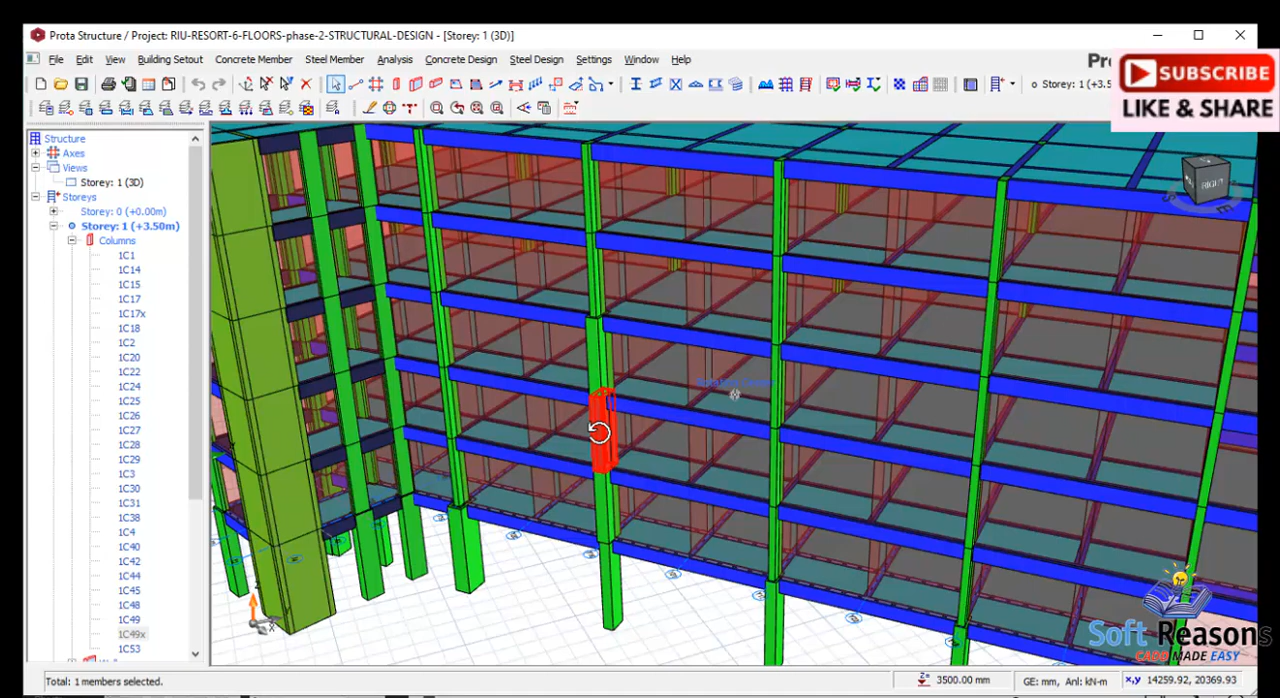 Prota Structure / Project: RIU-RESORT-6-FLOORS-phase-2-STRUCTURAL-DESIGN - [Storey: 1 (3D)]
File Edit View Building Setout Concrete Member Steel Member Analysis Concrete Design Steel Design Settings Window Help
Pr
SUBSCRIBE
LIKE & SHARE
Storey: 1 (+3.5
Structure
Axes
Views
Storey: 1 (3D)
Storeys
Storey: 0 (+0.00m)
Storey: 1 (+3.50m)
Columns
1C1
1C14
1C15
1C17
1C17x
1C18
1C2
1C20
1C22
1C24
1C25
1C26
1C27
1C28
1C29
1C3
1C30
1C31
1C38
1C4
1C40
1C42
1C44
1C45
1C48
1C49
1C49x
1C53
RIGHT
Soft Reasons
CADD MADE EASY
Total: 1 members selected.
3500.00 mm
GE: mm, Anl: kN-m
x,y 14259.92, 20369.93